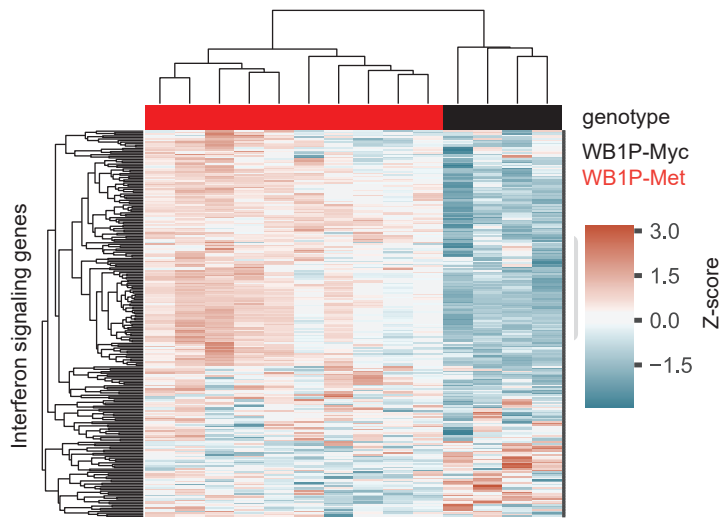 genotype
WB1P-Myc
WB1P-Met
Interferon signaling genes
3.0
1.5
0.0
−1.5
Z-score